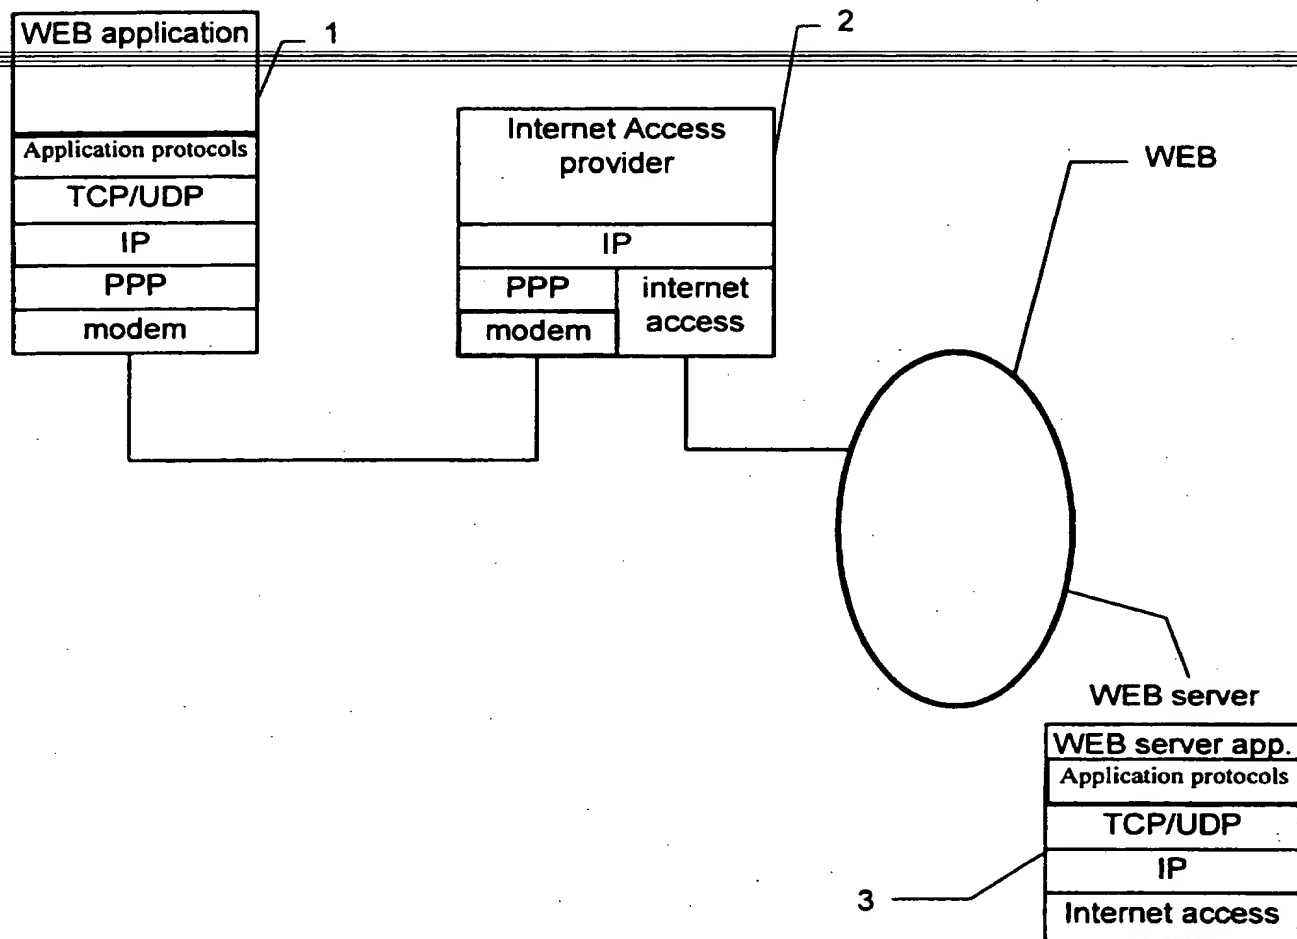 WEB application
1
2
Application protocols
TCP/UDP
IP
PPP
modem
Internet Access
provider
IP
PPP
modem
internet
access
WEB
WEB server
WEB server app.
Application protocols
TCP/UDP
IP
Internet access
3